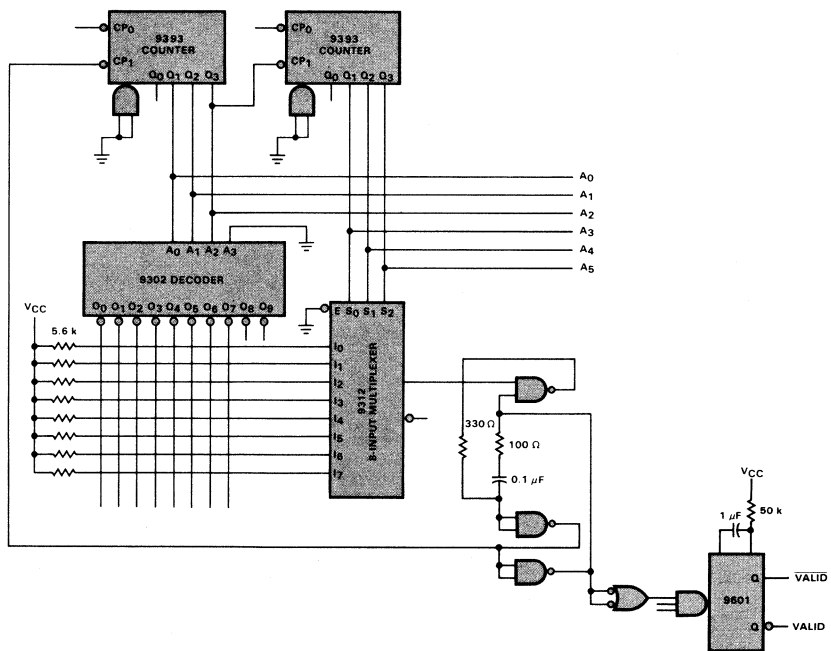 CP0
9393
COUNTER
CP1
Q0 Q1 Q2 Q3
CP0
9393
COUNTER
CP1
Q0 Q1 Q2 Q3
A0
A1
A2
A3
A4
A5
A0 A1 A2 A3
9302 DECODER
O0 O1 O2 O3 O4 O5 O6 O7 O8 O9
VCC
5.6 k
E S0 S1 S2
I0
I1
I2
I3
I4
I5
I6
I7
9312
8-INPUT MULTIPLEXER
330 Ω
100 Ω
0.1 μF
VCC
1 μF
50 k
9601
Q
VALID
Q
VALID